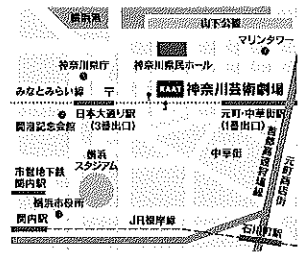 横浜港
山下公園
マリンタワー
神奈川県庁
神奈川県民ホール
みなとみらい線
〒
KAAT 神奈川芸術劇場
開港記念会館
日本大通り駅
(3番出口)
元町・中華街駅
(1番出口)
横浜
スタジアム
中華街
首都高速狩場線
元町商店街
市営地下鉄
関内駅
横浜市役所
関内駅
JR根岸線
石川町駅